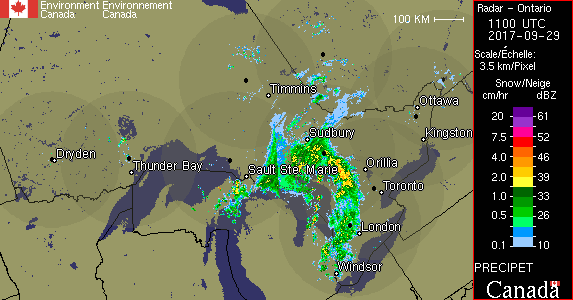 Environment Environnement
Canada Canada
100 KM
Timmins
Ottawa
Sudbury
Kingston
Dryden
Thunder Bay
Sault Ste. Marie
Orillia
Toronto
London
Windsor
Radar - Ontario
1100 UTC
2017-09-29
Scale/Échelle:
3.5 km/Pixel
Snow/Neige
cm/hr dBZ
20 61
7.5 52
4.0 46
2.0 39
1.0 33
0.5 26
0.1 10
PRECIPET
Canada